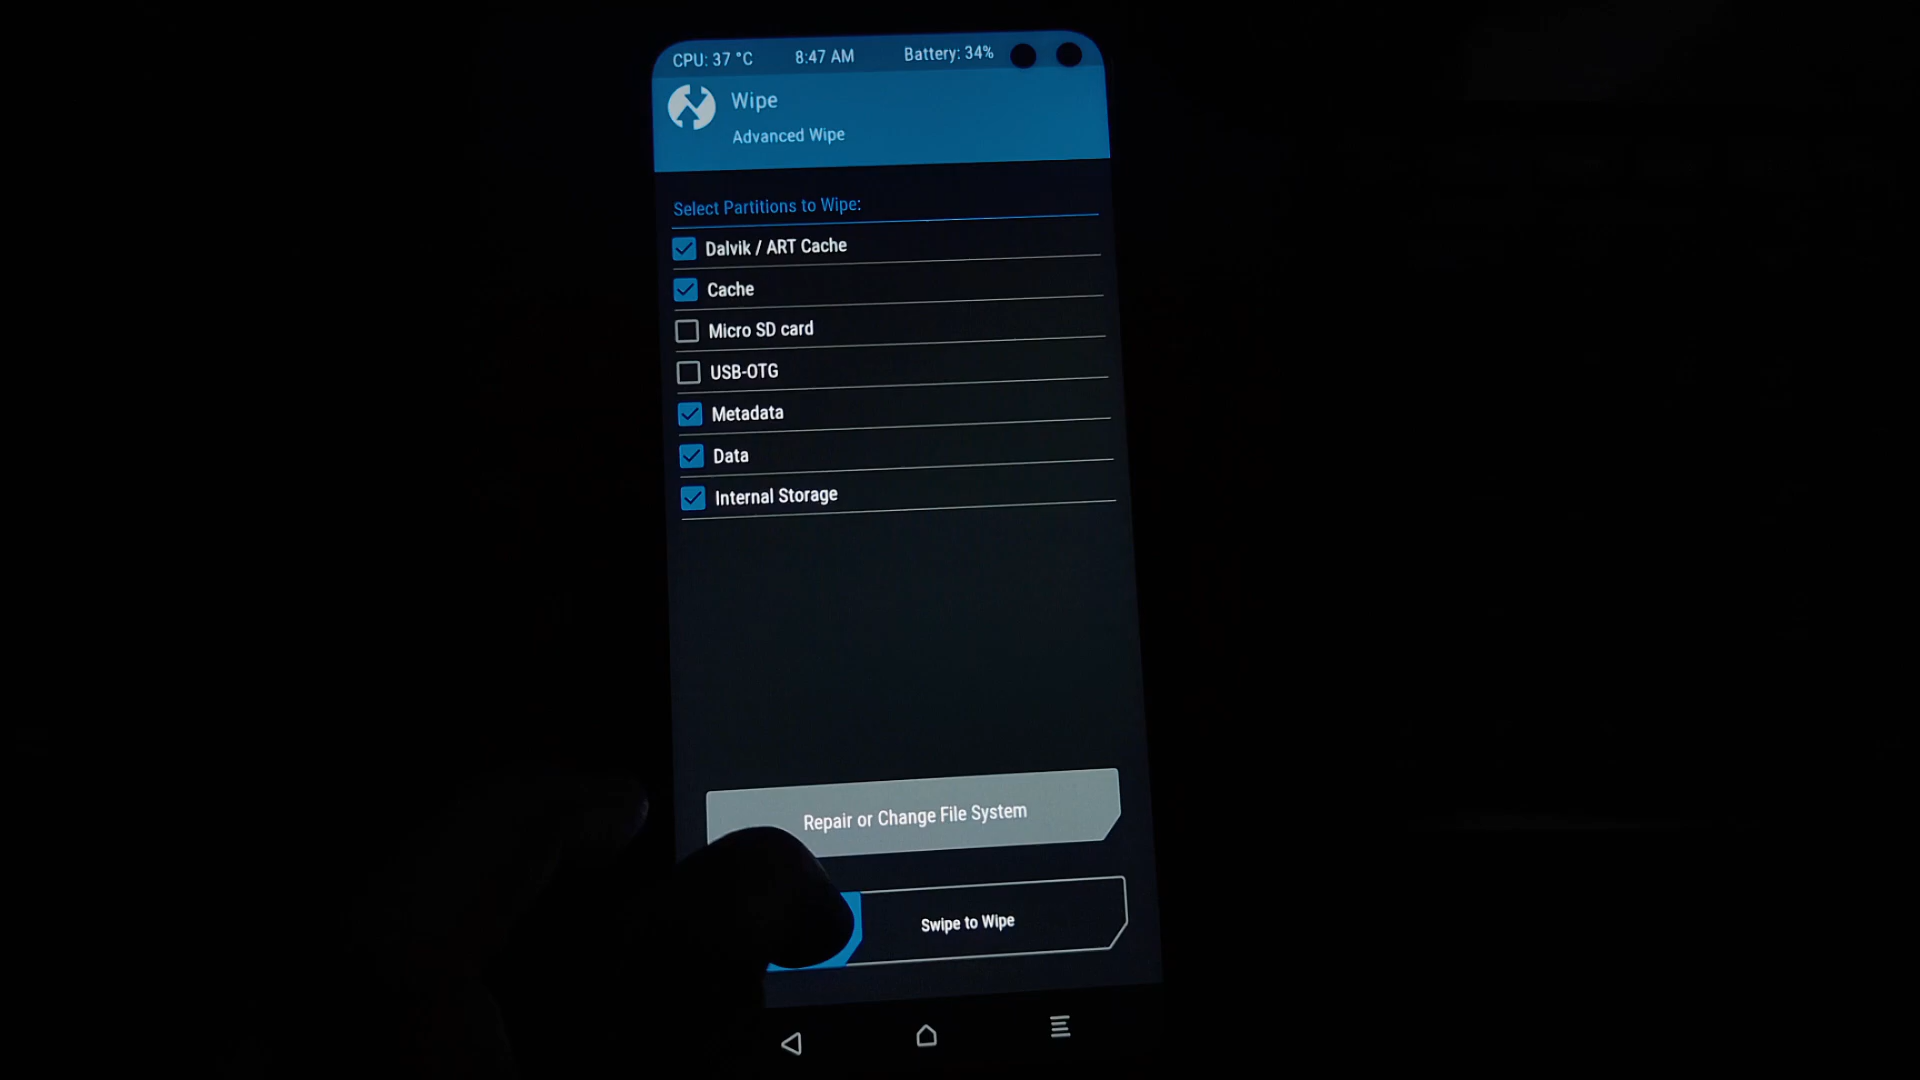 CPU: 37 °C 8:47 AM Battery: 34%
Wipe
Advanced Wipe
Select Partitions to Wipe:
Dalvik / ART Cache
Cache
Micro SD card
USB-OTG
Metadata
Data
Internal Storage
Repair or Change File System
Swipe to Wipe